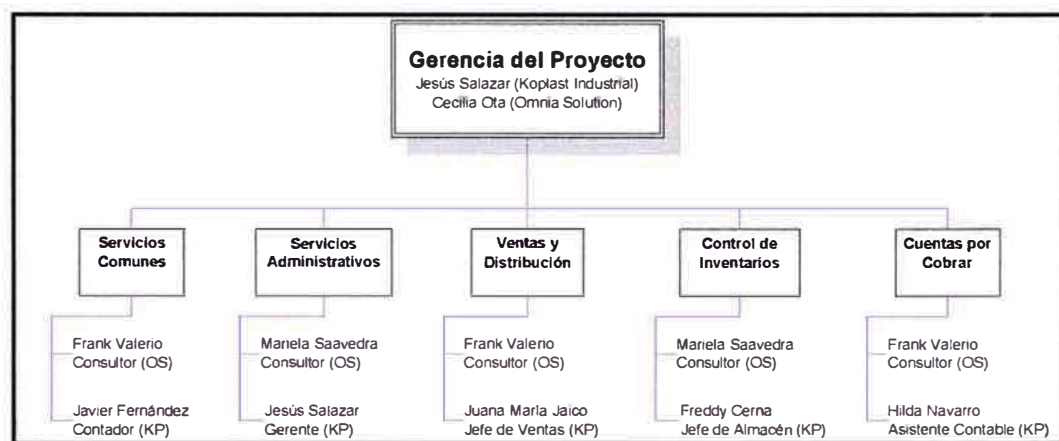 Gerencia del Proyecto
Jesús Salazar (Koplast Industrial)
Cecilia Ota (Omnia Solution)
Servicios
Comunes
Servicios
Administrativos
Ventas y
Distribución
Control de
Inventarios
Cuentas por
Cobrar
Frank Valerio
Consultor (OS)
Javier Fernández
Contador (KP)
Mariela Saavedra
Consultor (OS)
Jesús Salazar
Gerente (KP)
Frank Valerio
Consultor (OS)
Juana María Jaico
Jefe de Ventas (KP)
Mariela Saavedra
Consultor (OS)
Freddy Cerna
Jefe de Almacén (KP)
Frank Valerio
Consultor (OS)
Hilda Navarro
Asistente Contable (KP)